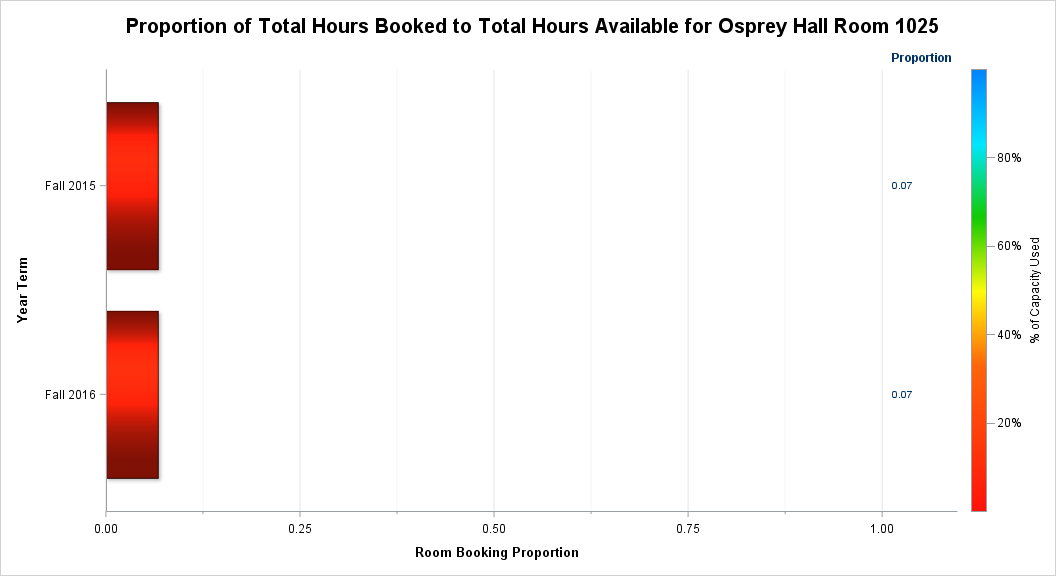 Proportion of Total Hours Booked to Total Hours Available for Osprey Hall Room 1025
Proportion
Year Term
Fall 2015
0.07
Fall 2016
0.07
80%
60%
40%
20%
% of Capacity Used
0.00 0.25 0.50 0.75 1.00
Room Booking Proportion